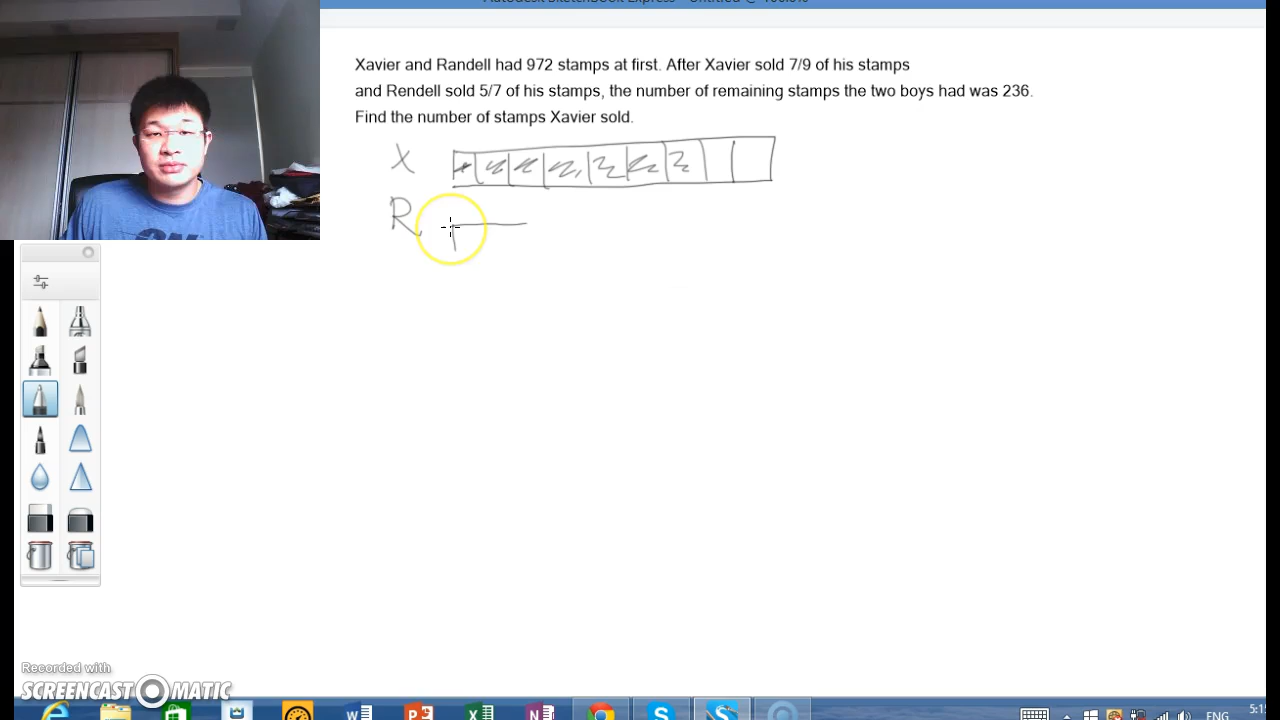 Xavier and Randell had 972 stamps at first. After Xavier sold 7/9 of his stamps
and Rendell sold 5/7 of his stamps, the number of remaining stamps the two boys had was 236.
Find the number of stamps Xavier sold.
X
R
Recorded with
SCREENCAST O MATIC
ENG